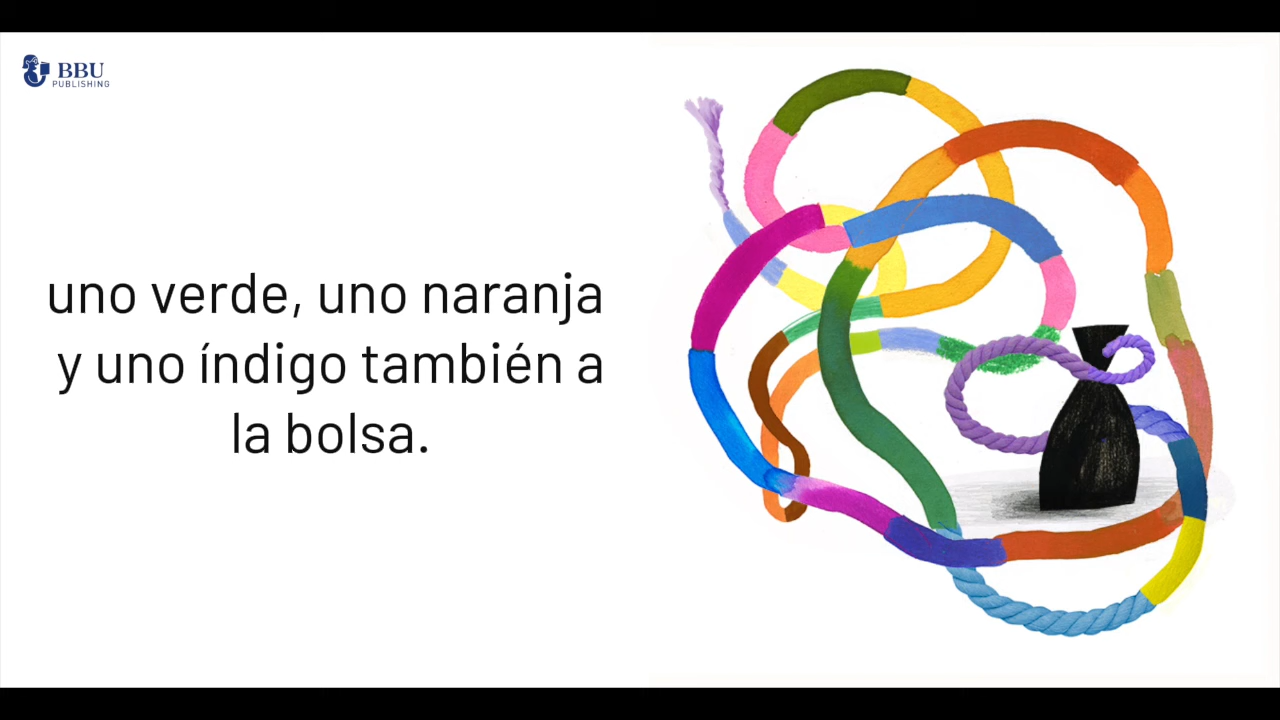 BBU
PUBLISHING
uno verde, uno naranja
y uno índigo también a
la bolsa.